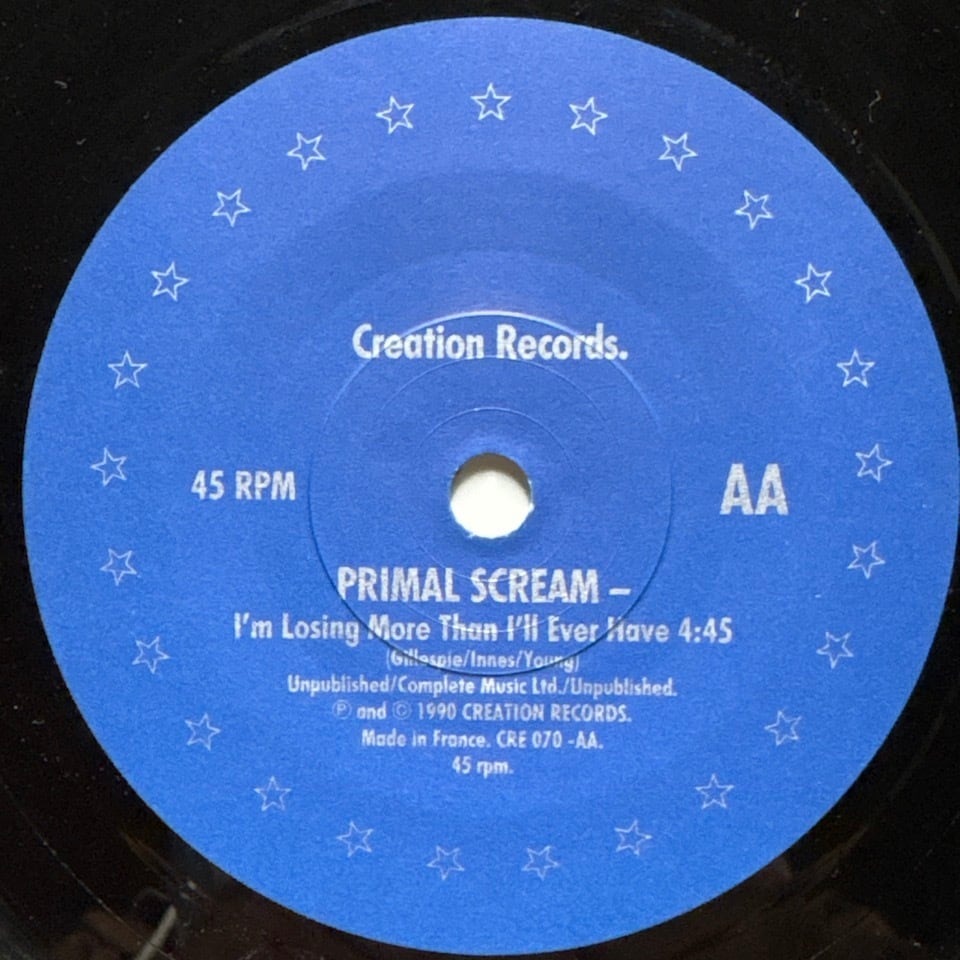 Creation Records.
45 RPM
AA
PRIMAL SCREAM –
I'm Losing More Than I'll Ever Have 4:45
(Gillespie/Innes/Young)
Unpublished/Complete Music Ltd./Unpublished.
Ⓟ and © 1990 CREATION RECORDS.
Made in France. CRE 070 -AA.
45 rpm.